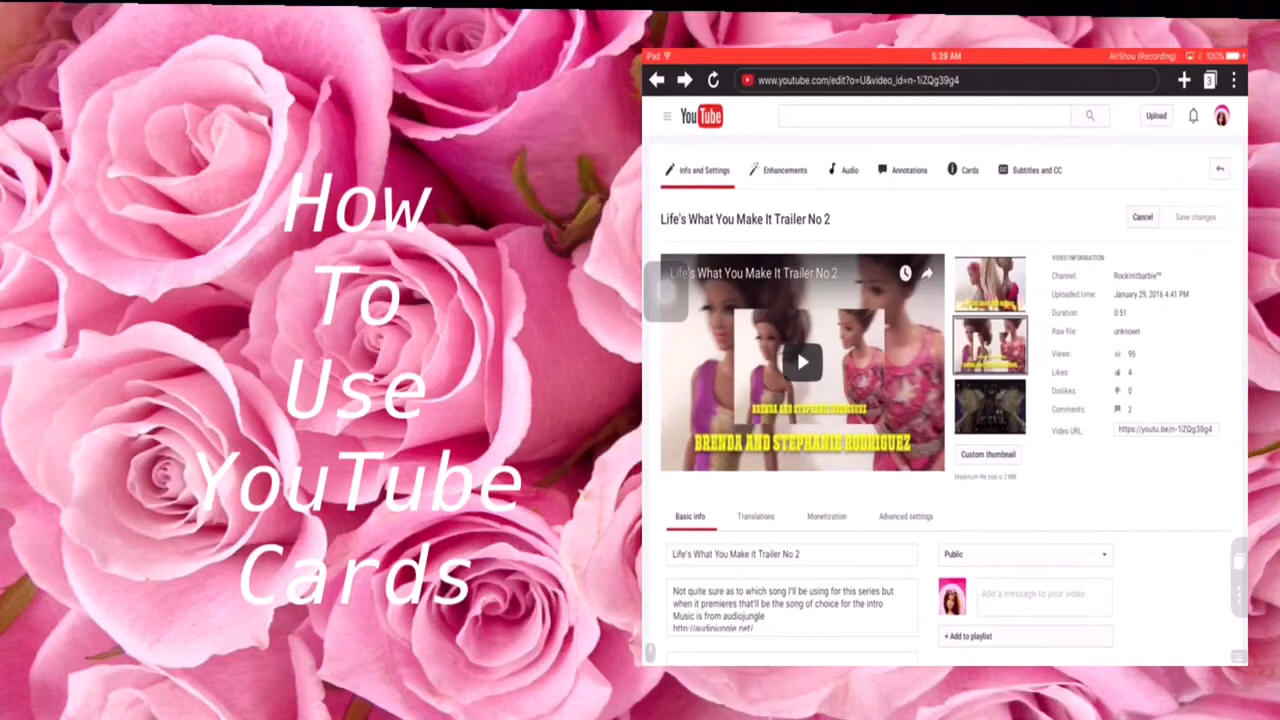 How
To
Use
YouTube
Cards
iPad
5:39 AM
AirShou (Recording)
100%
www.youtube.com/edit?o=U&video_id=n-1iZQg39g4
3
YouTube
Upload
Info and Settings
Enhancements
Audio
Annotations
Cards
Subtitles and CC
Life's What You Make It Trailer No 2
Cancel
Save changes
Life's What You Make It Trailer No 2
BRENDA AND STEPHANIE RODRIGUEZ
BRENDA AND STEPHANIE RODRIGUEZ
Custom thumbnail
Maximum file size is 2 MB.
VIDEO INFORMATION
Channel: Rockinitbarbie™
Uploaded time: January 29, 2016 4:41 PM
Duration: 0:51
Raw file: unknown
Views: 95
Likes: 4
Dislikes: 0
Comments: 2
Video URL: https://youtu.be/n-1iZQg39g4
Basic info
Translations
Monetization
Advanced settings
Life's What You Make It Trailer No 2
Not quite sure as to which song I'll be using for this series but
when it premieres that'll be the song of choice for the intro
Music is from audiojungle
http://audiojungle.net/
Public
Add a message to your video
+ Add to playlist